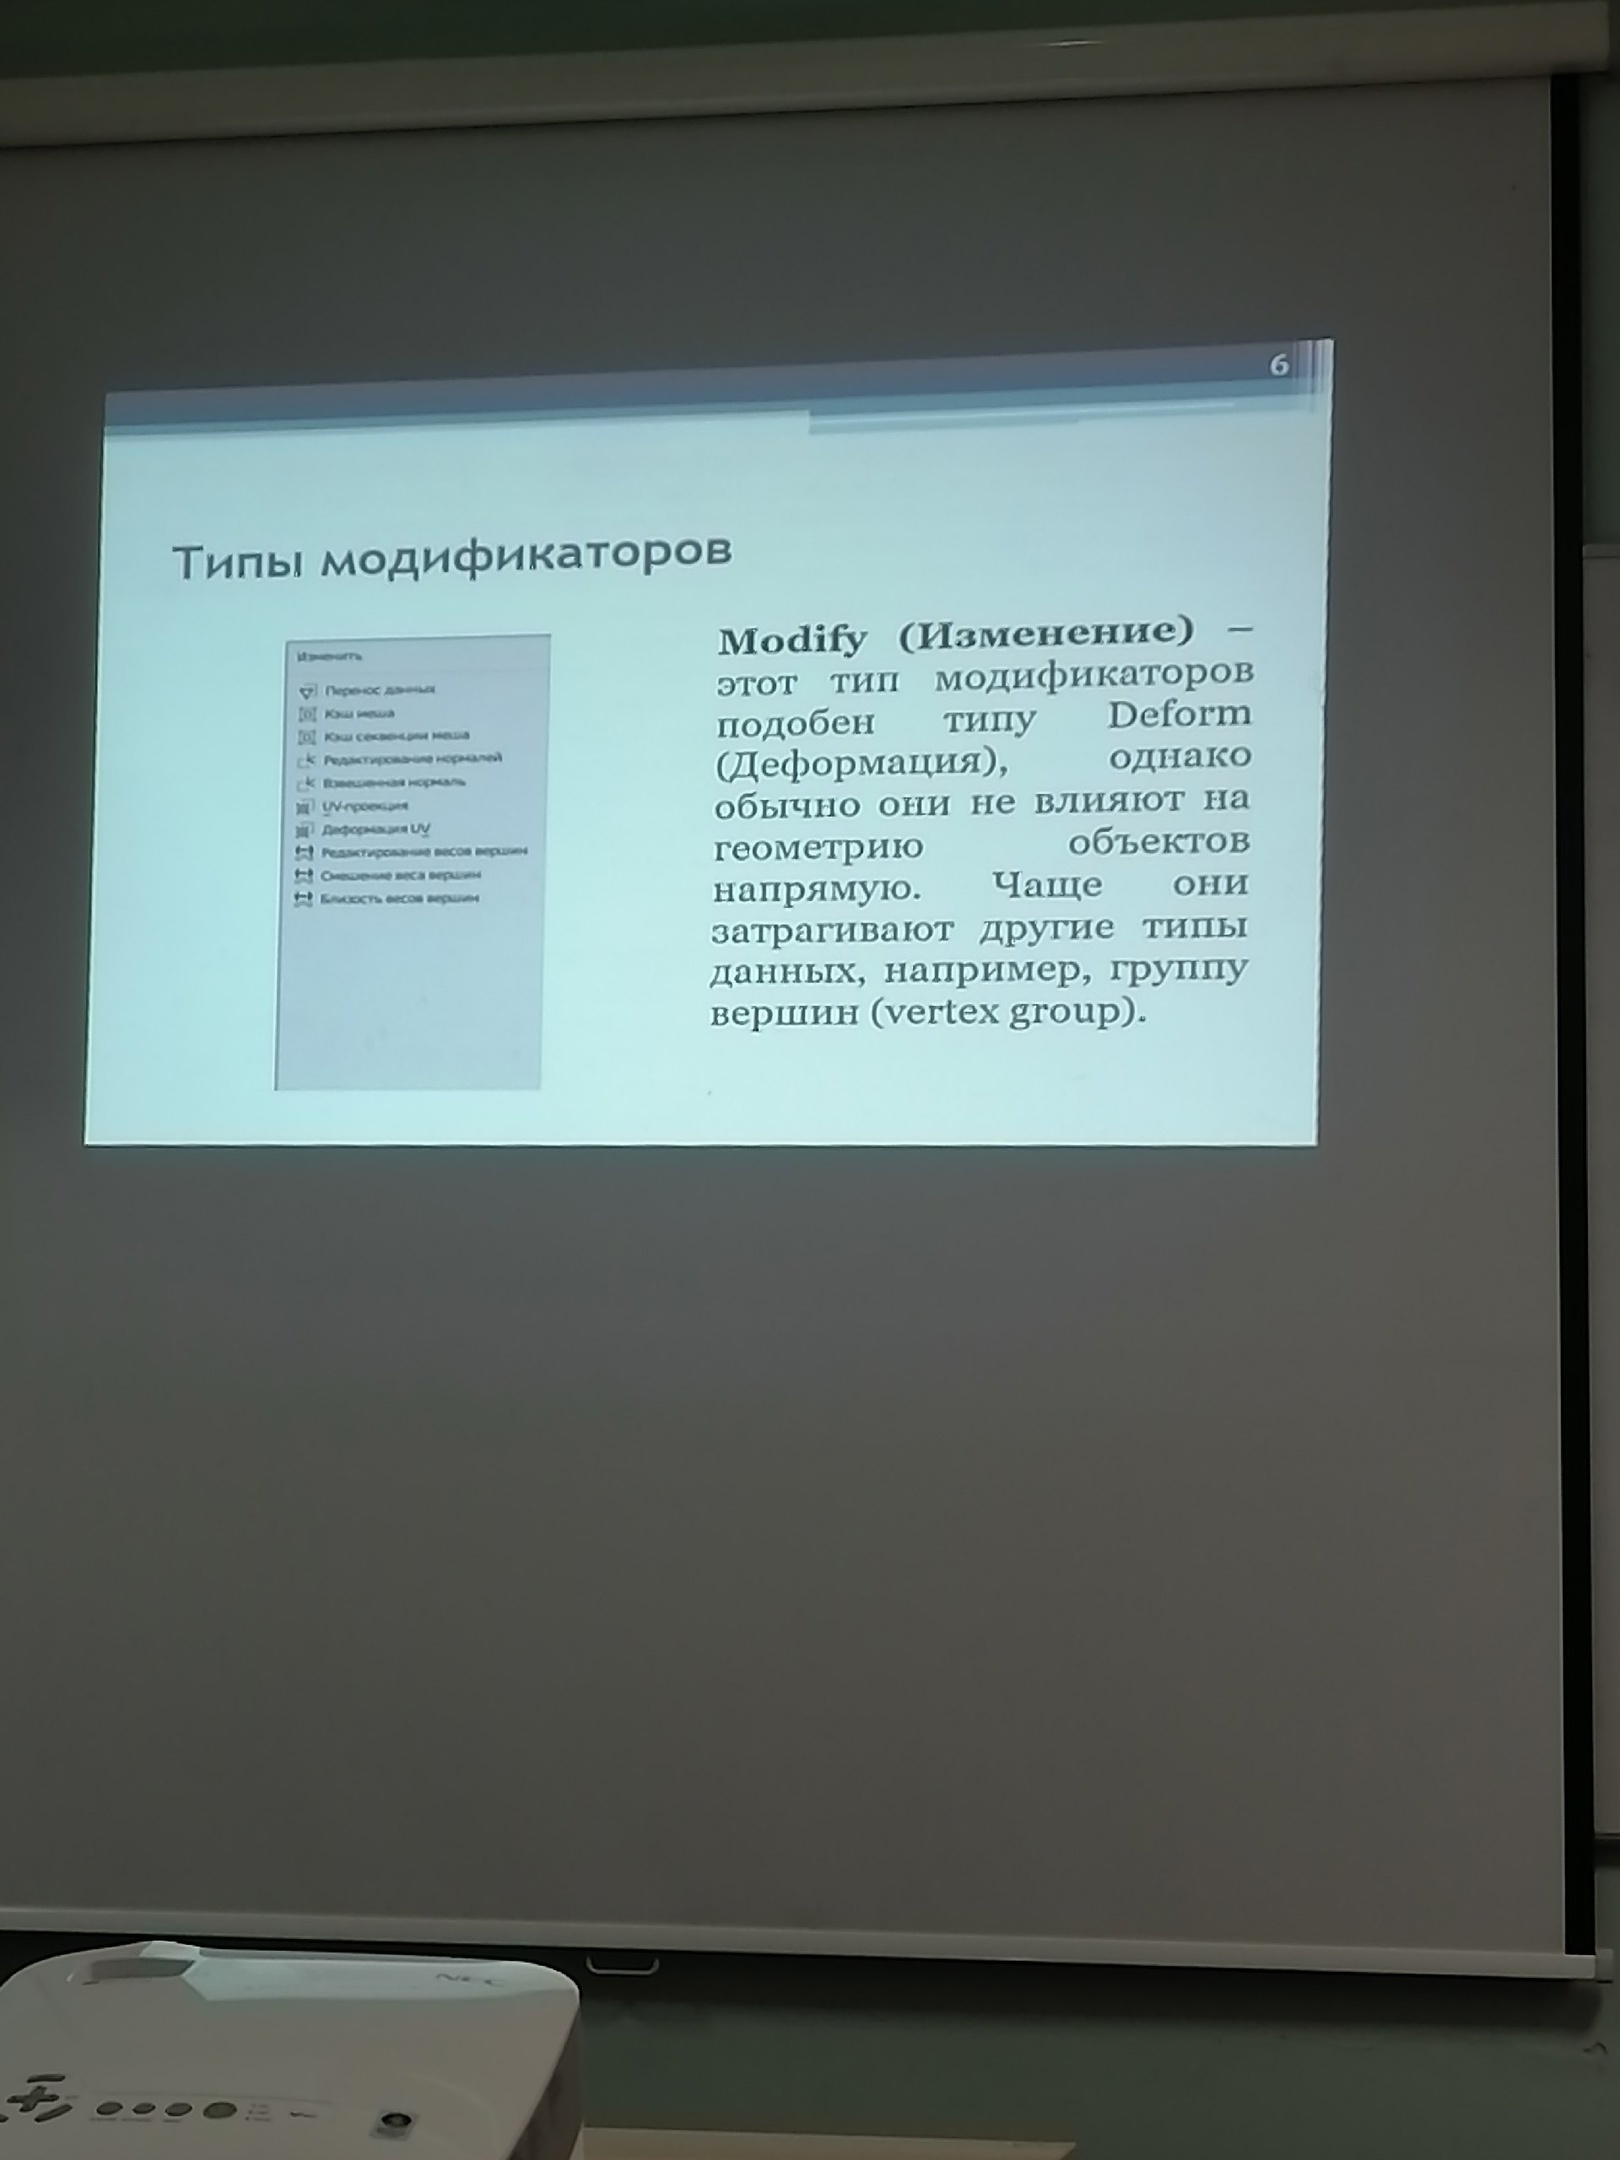 6
Типы модификаторов
Изменить
Перенос данных
Кэш меша
Кэш секвенции меша
Редактирование нормалей
Взвешенная нормаль
UV-проекция
Деформация UV
Редактирование весов вершин
Смешение веса вершин
Близость весов вершин
Modify (Изменение) –
этот тип модификаторов
подобен типу Deform
(Деформация), однако
обычно они не влияют на
геометрию объектов
напрямую. Чаще они
затрагивают другие типы
данных, например, группу
вершин (vertex group).
NEC